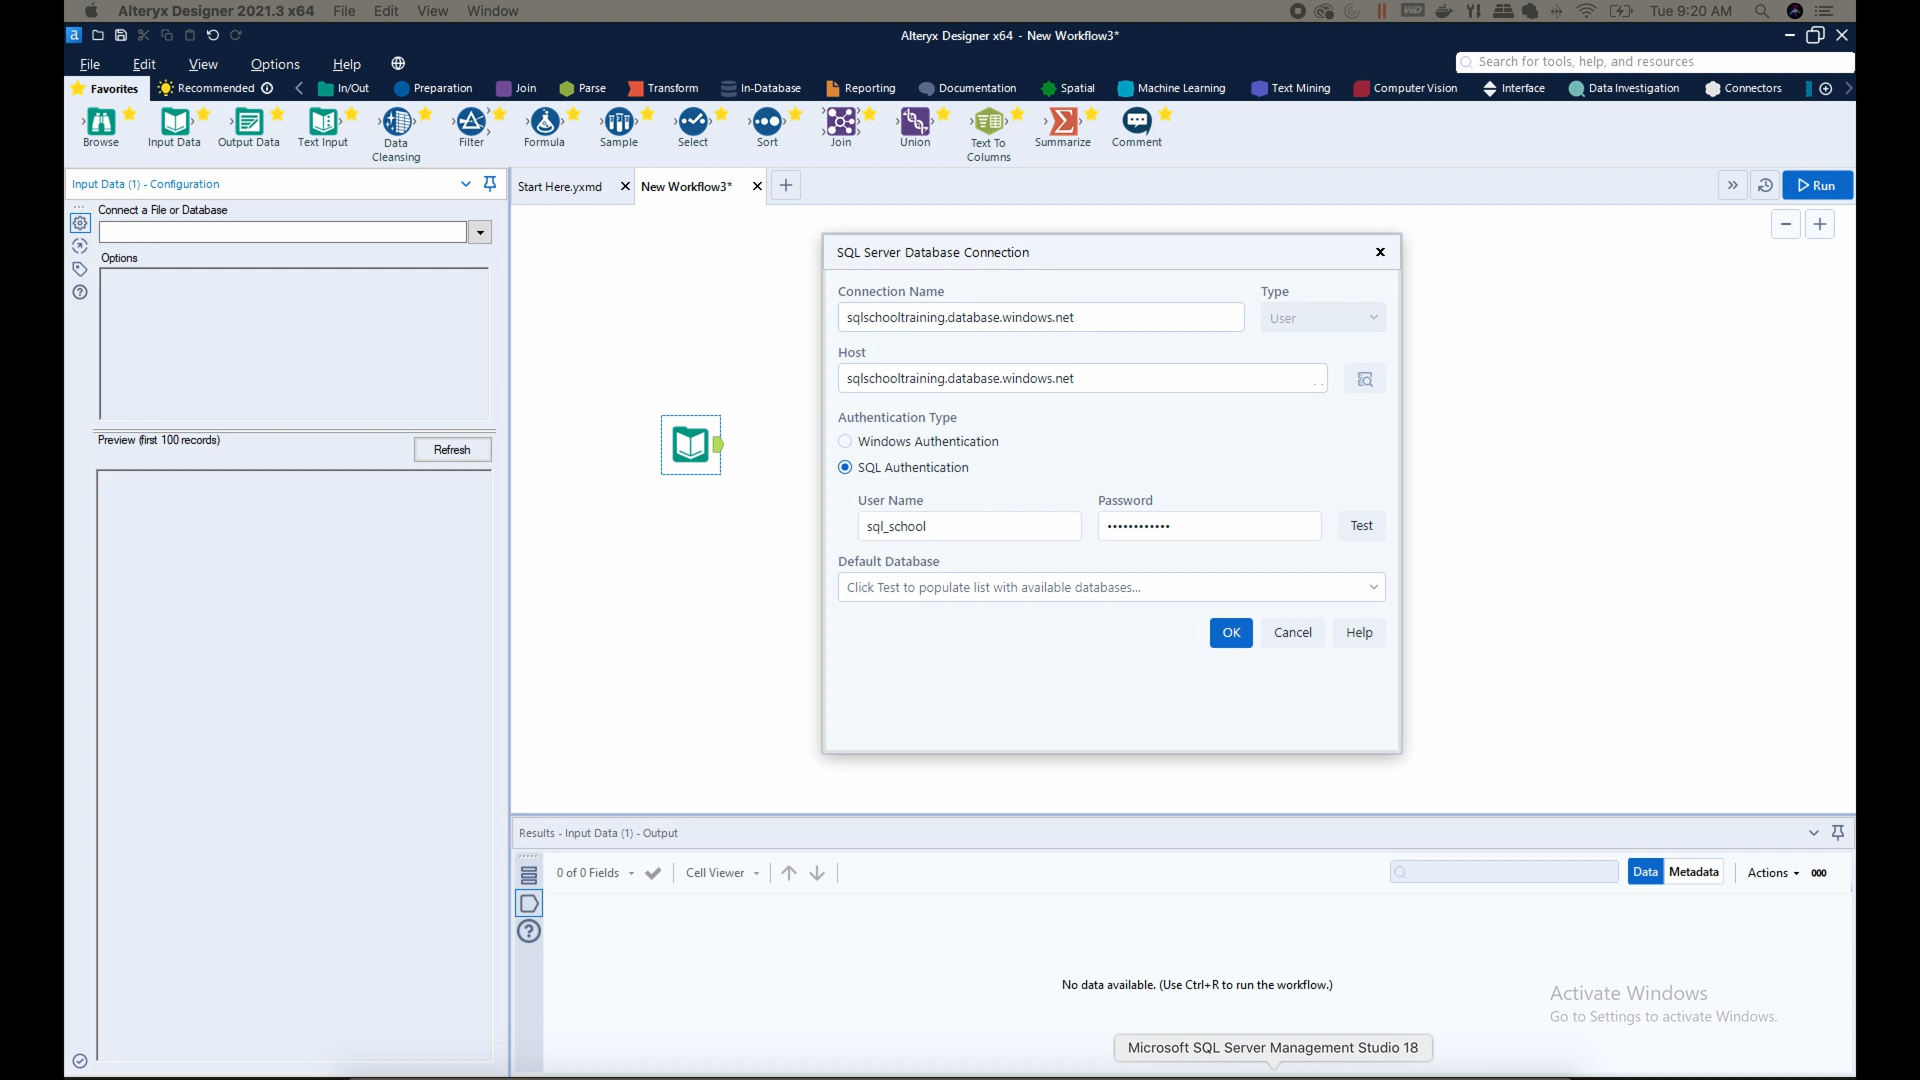 Alteryx Designer 2021.3 x64 File Edit View Window
Tue 9:20 AM
Alteryx Designer x64 - New Workflow3*
File Edit View Options Help
Search for tools, help, and resources
Favorites Recommended In/Out Preparation Join Parse Transform In-Database Reporting Documentation Spatial Machine Learning Text Mining Computer Vision Interface Data Investigation Connectors
Browse Input Data Output Data Text Input Data Cleansing Filter Formula Sample Select Sort Join Union Text To Columns Summarize Comment
Input Data (1) - Configuration
Start Here.yxmd New Workflow3*
Run
Connect a File or Database
Options
Preview (first 100 records)
Refresh
SQL Server Database Connection
Connection Name Type
sqlschooltraining.database.windows.net User
Host
sqlschooltraining.database.windows.net
Authentication Type
Windows Authentication
SQL Authentication
User Name Password
sql_school •••••••••••• Test
Default Database
Click Test to populate list with available databases...
OK Cancel Help
Results - Input Data (1) - Output
0 of 0 Fields Cell Viewer Data Metadata Actions 000
No data available. (Use Ctrl+R to run the workflow.)
Activate Windows
Go to Settings to activate Windows.
Microsoft SQL Server Management Studio 18